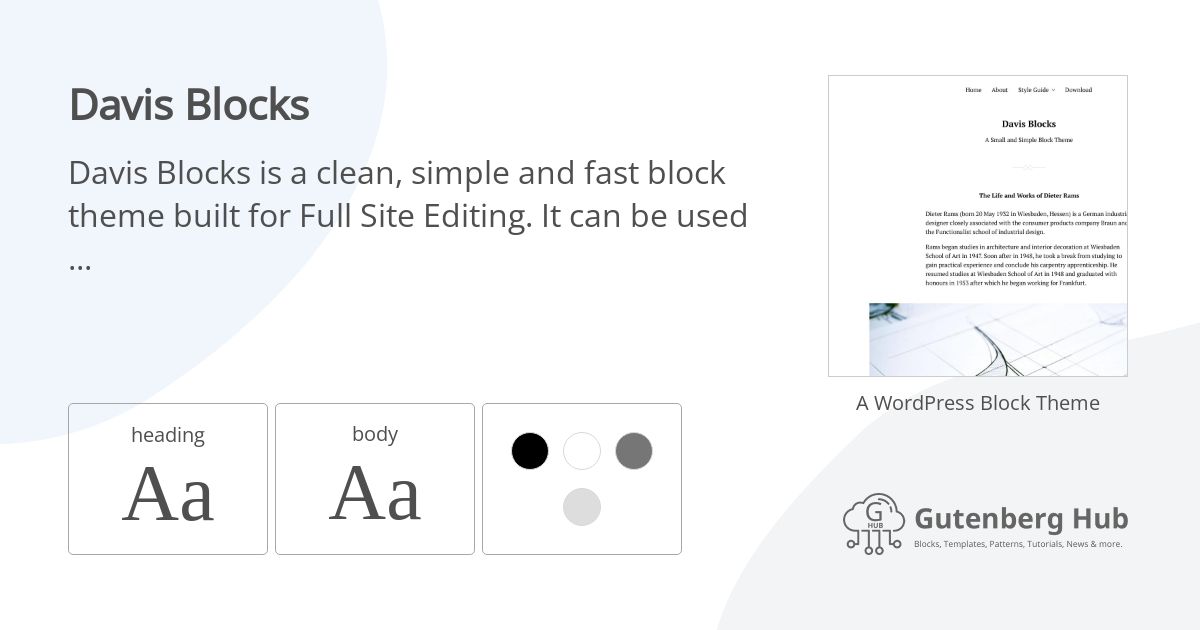 Davis Blocks
Davis Blocks is a clean, simple and fast block
theme built for Full Site Editing. It can be used
...
heading
Aa
body
Aa
Home About Style Guide Download
Davis Blocks
A Small and Simple Block Theme
The Life and Works of Dieter Rams
Dieter Rams (born 20 May 1932 in Wiesbaden, Hessen) is a German industri
designer closely associated with the consumer products company Braun and
the Functionalist school of industrial design.
Rams began studies in architecture and interior decoration at Wiesbaden
School of Art in 1947. Soon after in 1948, he took a break from studying to
gain practical experience and conclude his carpentry apprenticeship. He
resumed studies at Wiesbaden School of Art in 1948 and graduated with
honours in 1953 after which he began working for Frankfurt.
A WordPress Block Theme
G
HUB
Gutenberg Hub
Blocks, Templates, Patterns, Tutorials, News & more.